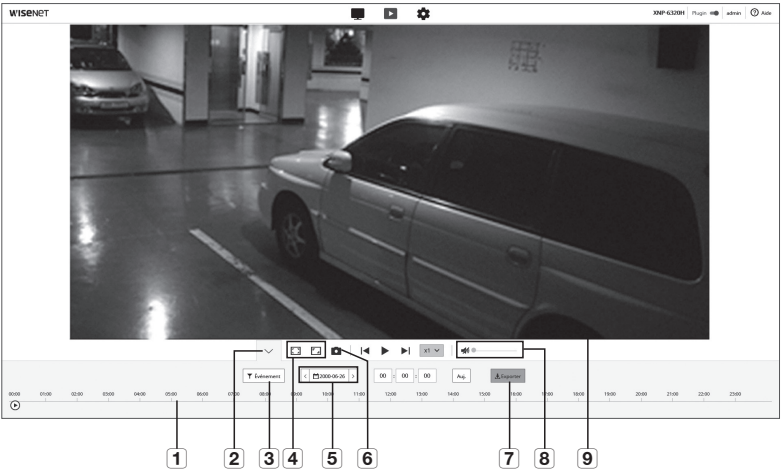 WISENET
XNP-6320H Plugin admin ? Aide
x1
Événement
2000-06-26
00 : 00 : 00
Auj.
Exporter
00:00 01:00 02:00 03:00 04:00 05:00 06:00 07:00 08:00 09:00 10:00 11:00 12:00 13:00 14:00 15:00 16:00 17:00 18:00 19:00 20:00 21:00 22:00 23:00
1 2 3 4 5 6 7 8 9